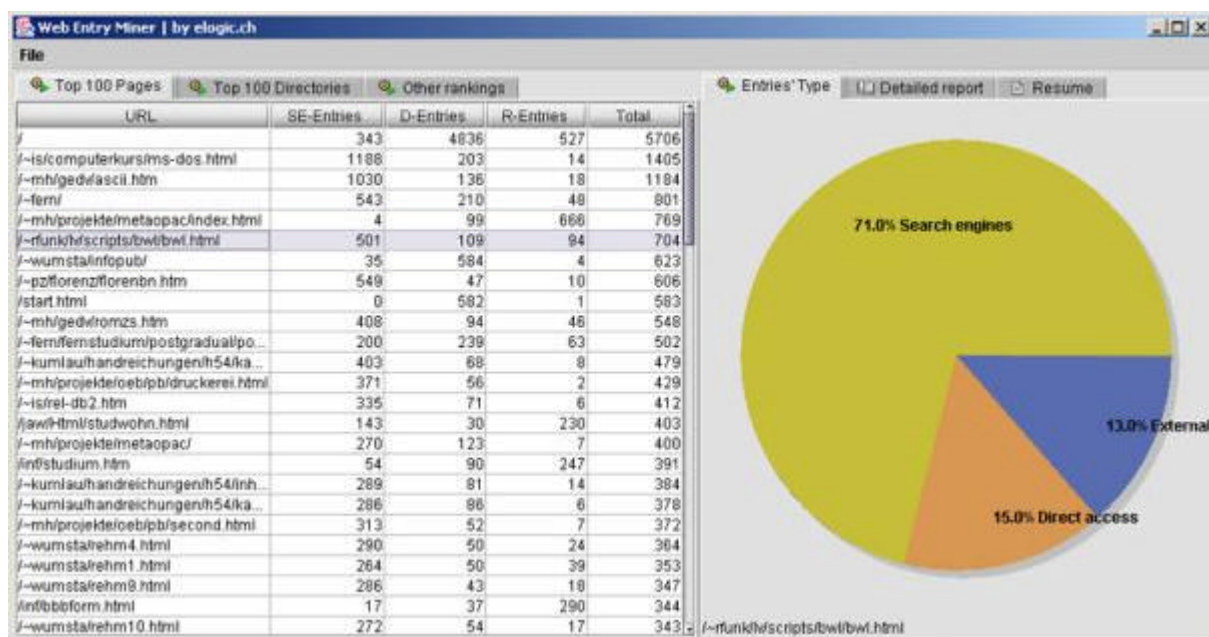 Web Entry Miner | by elogic.ch
File
Top 100 Pages Top 100 Directories Other rankings
URL SE-Entries D-Entries R-Entries Total
/ 343 4836 527 5706
/~is/computerkurs/ms-dos.html 1188 203 14 1405
/~mh/gedv/ascii.htm 1030 136 18 1184
/~fern/ 543 210 48 801
/~mh/projekte/metaopac/index.html 4 99 666 769
/~rfunk/lv/scripts/bwl/bwl.html 501 109 94 704
/~wumsta/infopub/ 35 584 4 623
/~pz/florenz/florenbn.htm 549 47 10 606
/start.html 0 582 1 583
/~mh/gedv/romzs.htm 408 94 46 548
/~fern/fernstudium/postgradual/po... 200 239 63 502
/~kumlau/handreichungen/h54/ka... 403 68 8 479
/~mh/projekte/oeb/pb/druckerei.html 371 56 2 429
/~is/rel-db2.htm 335 71 6 412
/jaw/Html/studwohn.html 143 30 230 403
/~mh/projekte/metaopac/ 270 123 7 400
/inf/studium.htm 54 90 247 391
/~kumlau/handreichungen/h54/inh... 289 81 14 384
/~kumlau/handreichungen/h54/ka... 286 86 6 378
/~mh/projekte/oeb/pb/second.html 313 52 7 372
/~wumsta/rehm4.html 290 50 24 364
/~wumsta/rehm1.html 264 50 39 353
/~wumsta/rehm9.html 286 43 18 347
/inf/bbbform.html 17 37 290 344
/~wumsta/rehm10.html 272 54 17 343
Entries' Type Detailed report Resume
71.0% Search engines
13.0% External
15.0% Direct access
/~rfunk/lv/scripts/bwl/bwl.html